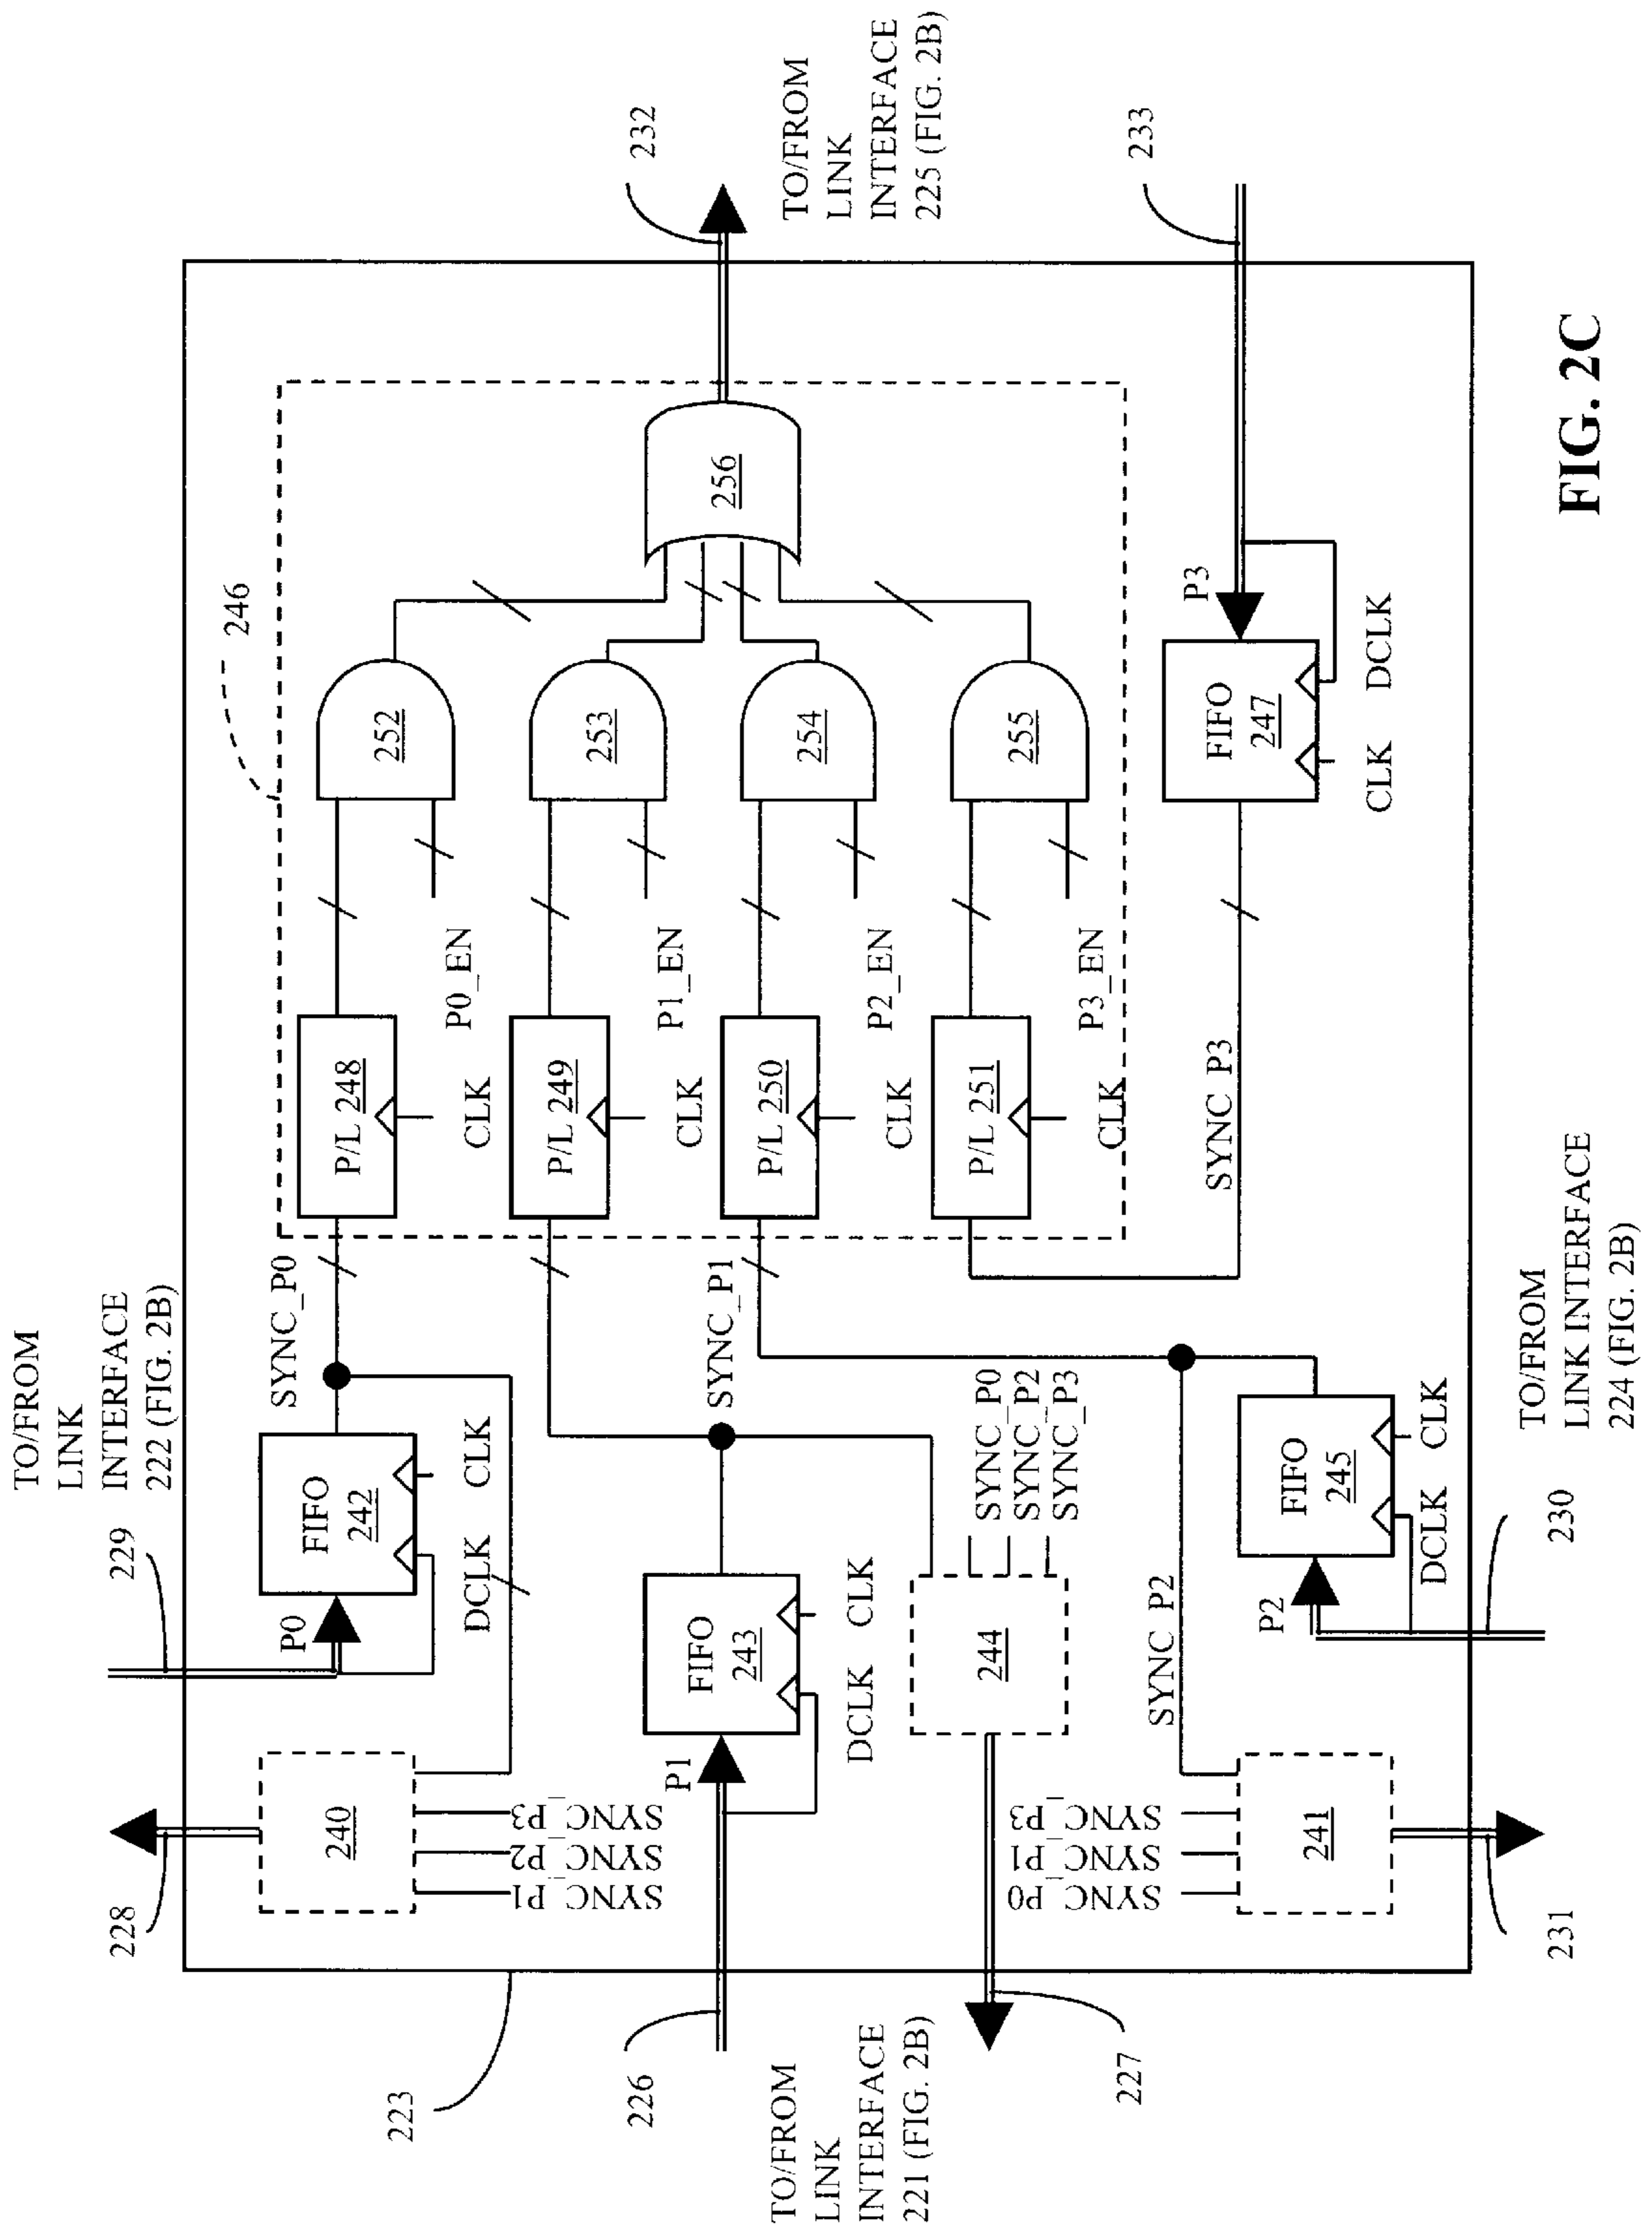 TO/FROM
LINK
INTERFACE
222 (FIG. 2B)
228
229
240
SYNC_P1
SYNC_P2
SYNC_P3
P0
FIFO
242
DCLK
CLK
SYNC_P0
246
P/L 248
CLK
P0_EN
252
223
226
TO/FROM
LINK
INTERFACE
221 (FIG. 2B)
P1
FIFO
243
DCLK
CLK
SYNC_P1
P/L 249
CLK
P1_EN
253
256
232
TO/FROM
LINK
INTERFACE
225 (FIG. 2B)
227
244
SYNC_P0
SYNC_P2
SYNC_P3
P/L 250
CLK
P2_EN
254
P/L 251
CLK
P3_EN
255
SYNC_P0
SYNC_P1
SYNC_P3
241
231
SYNC P2
P2
FIFO
245
DCLK
CLK
230
TO/FROM
LINK INTERFACE
224 (FIG. 2B)
SYNC P3
FIFO
247
P3
CLK
DCLK
233
FIG. 2C